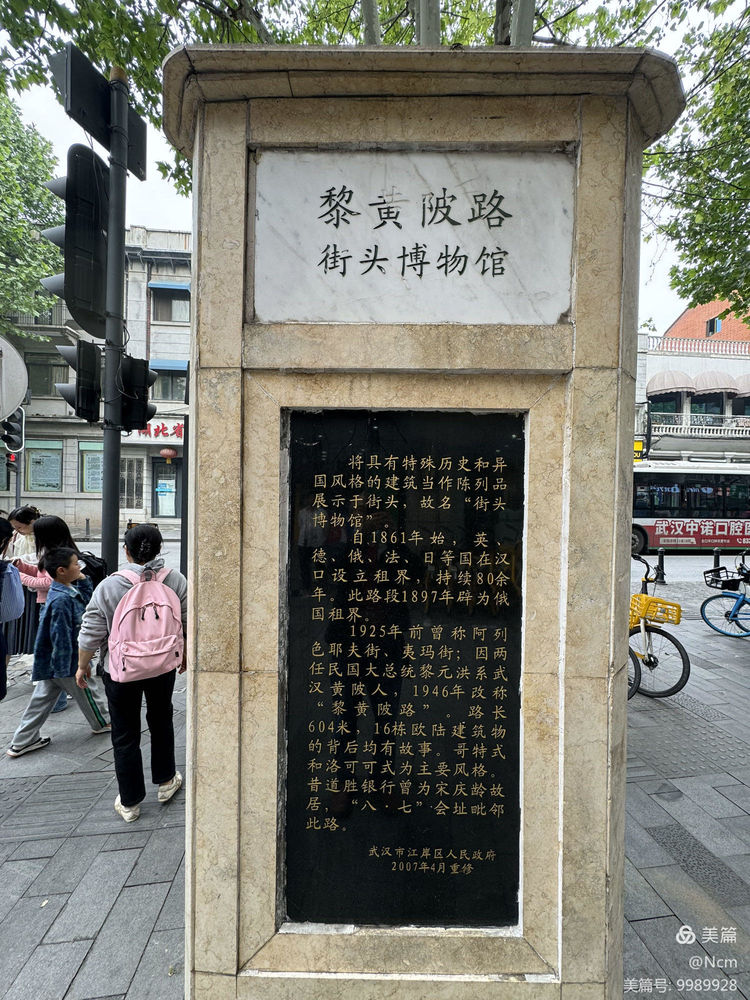 黎黄陂路
街头博物馆
将具有特殊历史和异
国风格的建筑当作陈列品
展示于街头，故名“街头
博物馆”。
自1861年始，英、
德、俄、法、日等国在汉
口设立租界，持续80余
年。此路段1897年辟为俄
国租界。
1925年前曾称阿列
色耶夫街、夷玛街；因两
任民国大总统黎元洪系武
汉黄陂人，1946年改称
“黎黄陂路”。路长
604米，16栋欧陆建筑物
的背后均有故事。哥特式
和洛可可式为主要风格。
昔道胜银行曾为宋庆龄故
居，“八·七”会址毗邻
此路。
武汉市江岸区人民政府
2007年4月重修
湖北省
武汉中诺口腔医
美篇
@Ncm
美篇号: 9989928